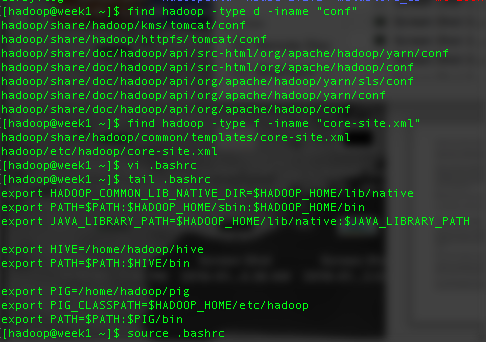 [hadoop@week1 ~]$ find hadoop -type d -iname "conf"
hadoop/share/hadoop/kms/tomcat/conf
hadoop/share/hadoop/httpfs/tomcat/conf
hadoop/share/doc/hadoop/api/src-html/org/apache/hadoop/yarn/conf
hadoop/share/doc/hadoop/api/src-html/org/apache/hadoop/conf
hadoop/share/doc/hadoop/api/org/apache/hadoop/yarn/sls/conf
hadoop/share/doc/hadoop/api/org/apache/hadoop/yarn/conf
hadoop/share/doc/hadoop/api/org/apache/hadoop/conf
[hadoop@week1 ~]$ find hadoop -type f -iname "core-site.xml"
hadoop/share/hadoop/common/templates/core-site.xml
hadoop/etc/hadoop/core-site.xml
[hadoop@week1 ~]$ vi .bashrc
[hadoop@week1 ~]$ tail .bashrc
export HADOOP_COMMON_LIB_NATIVE_DIR=$HADOOP_HOME/lib/native
export PATH=$PATH:$HADOOP_HOME/sbin:$HADOOP_HOME/bin
export JAVA_LIBRARY_PATH=$HADOOP_HOME/lib/native:$JAVA_LIBRARY_PATH
export HIVE=/home/hadoop/hive
export PATH=$PATH:$HIVE/bin
export PIG=/home/hadoop/pig
export PIG_CLASSPATH=$HADOOP_HOME/etc/hadoop
export PATH=$PATH:$PIG/bin
[hadoop@week1 ~]$ source .bashrc